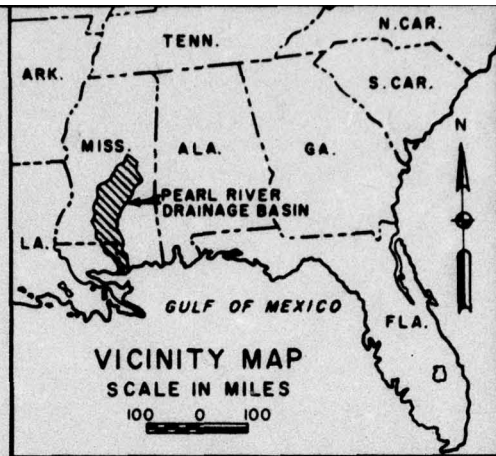 N. CAR.
TENN.
ARK.
S. CAR.
N
MISS.
ALA.
GA.
PEARL RIVER
DRAINAGE BASIN
LA.
GULF OF MEXICO
FLA.
VICINITY MAP
SCALE IN MILES
100 0 100